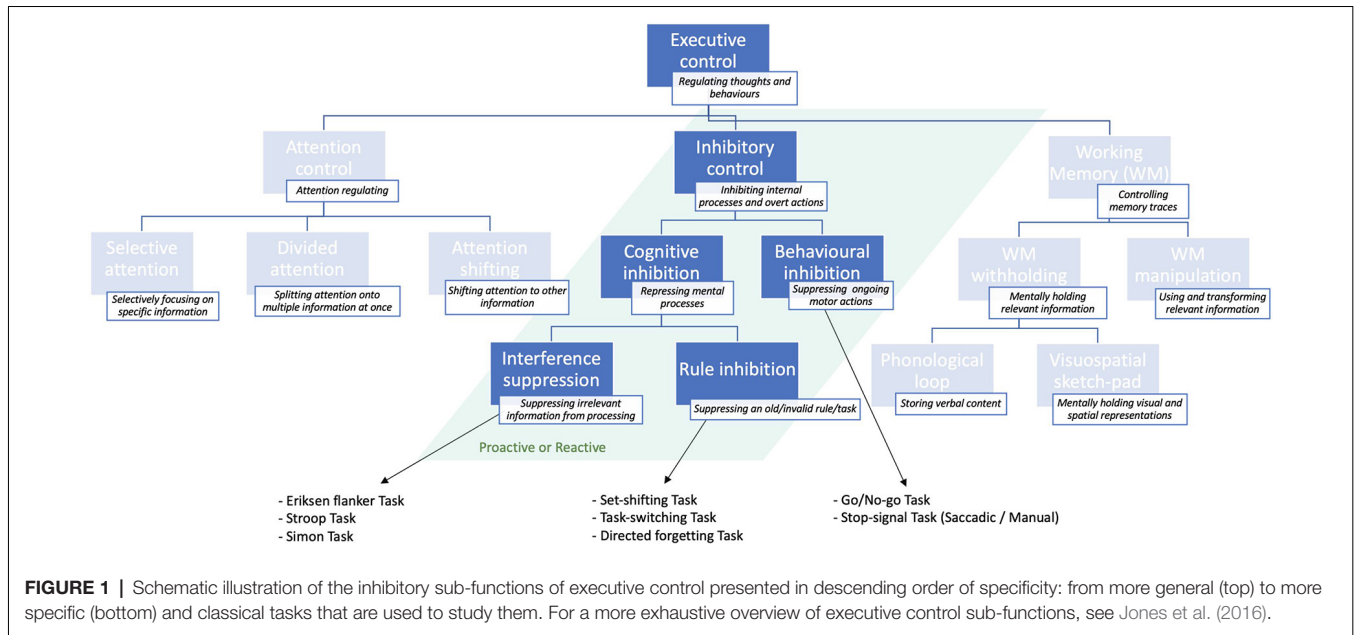 Executive
control
Regulating thoughts and
behaviours
Attention
control
Attention regulating
Inhibitory
control
Inhibiting internal
processes and overt actions
Working
Memory (WM)
Controlling
memory traces
Selective
attention
Selectively focusing on
specific information
Divided
attention
Splitting attention onto
multiple information at once
Attention
shifting
Shifting attention to other
information
Cognitive
inhibition
Repressing mental
processes
Behavioural
inhibition
Suppressing ongoing
motor actions
WM
withholding
Mentally holding
relevant information
WM
manipulation
Using and transforming
relevant information
Interference
suppression
Suppressing irrelevant
information from processing
Rule inhibition
Suppressing an old/invalid rule/task
Phonological
loop
Storing verbal content
Visuospatial
sketch-pad
Mentally holding visual and
spatial representations
Proactive or Reactive
- Eriksen flanker Task
- Stroop Task
- Simon Task
- Set-shifting Task
- Task-switching Task
- Directed forgetting Task
- Go/No-go Task
- Stop-signal Task (Saccadic / Manual)
FIGURE 1 | Schematic illustration of the inhibitory sub-functions of executive control presented in descending order of specificity: from more general (top) to more
specific (bottom) and classical tasks that are used to study them. For a more exhaustive overview of executive control sub-functions, see Jones et al. (2016).